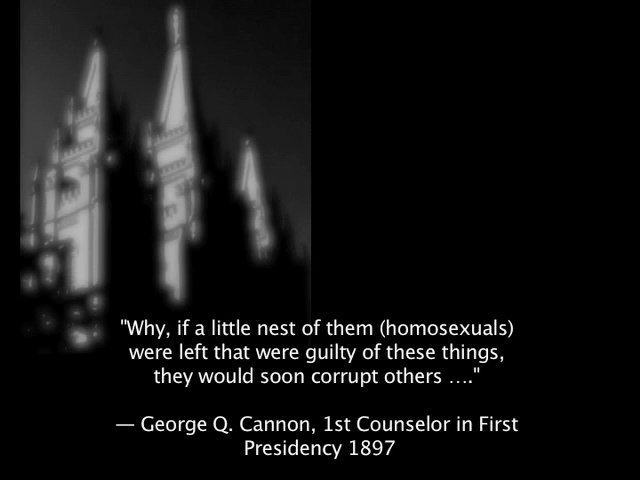 "Why, if a little nest of them (homosexuals)
were left that were guilty of these things,
they would soon corrupt others …."
— George Q. Cannon, 1st Counselor in First
Presidency 1897